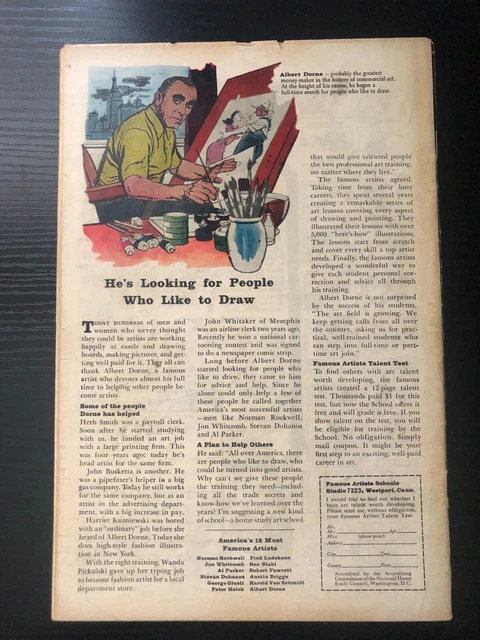 Albert Dorne — probably the greatest
money-maker in the history of commercial art.
At the height of his career, he began a
full-time search for people who like to draw.
He's Looking for People
Who Like to Draw
TODAY HUNDREDS of men and
women who never thought
they could be artists are working
happily at easels and drawing
boards, making pictures, and get-
ting well paid for it. They all can
thank Albert Dorne, a famous
artist who devotes almost his full
time to helping other people be-
come artists.
Some of the people
Dorne has helped
Herb Smith was a payroll clerk.
Soon after he started studying
with us, he landed an art job
with a large printing firm. This
was four years ago; today he's
head artist for the same firm.
John Busketta is another. He
was a pipefitter's helper in a big
gas company. Today he still works
for the same company, but as an
artist in the advertising depart-
ment, with a big increase in pay.
Harriet Kuzniewski was bored
with an "ordinary" job before she
heard of Albert Dorne. Today she
does high-style fashion illustra-
tion in New York.
With the right training, Wanda
Pickulski gave up her typing job
to become fashion artist for a local
department store.
John Whitaker of Memphis
was an airline clerk two years ago.
Recently he won a national car-
tooning contest and was signed
to do a newspaper comic strip.
Long before Albert Dorne
started looking for people who
like to draw, they came to him
for advice and help. Since he
alone could only help a few of
these people he called together
America's most successful artists
—men like Norman Rockwell,
Jon Whitcomb, Stevan Dohanos
and Al Parker.
A Plan to Help Others
He said: "All over America, there
are people who like to draw, who
could be turned into good artists.
Why can't we give these people
the training they need—includ-
ing all the trade secrets and
know-how we've learned over the
years? I'm suggesting a new kind
of school—a home-study art school
America's 12 Most
Famous Artists
Norman Rockwell Fred Ludekens
Jon Whitcomb Ben Stahl
Al Parker Robert Fawcett
Stevan Dohanos Austin Briggs
George Giusti Harold Von Schmidt
Peter Helck Albert Dorne
that would give talented people
the best professional art training,
no matter where they live."
The famous artists agreed.
Taking time from their busy
careers, they spent several years
creating a remarkable series of
art lessons covering every aspect
of drawing and painting. They
illustrated their lessons with over
5,000 "here's-how" illustrations.
The lessons start from scratch
and cover every skill a top artist
needs. Finally, the famous artists
developed a wonderful way to
give each student personal cor-
rection and advice all through
his training.
Albert Dorne is not surprised
by the success of his students.
"The art field is growing. We
keep getting calls from all over
the country, asking us for prac-
tical, well-trained students who
can step into full-time or part-
time art jobs."
Famous Artists Talent Test
To find others with art talent
worth developing, the famous
artists created a 12-page talent
test. Thousands paid $1 for this
test, but now the School offers it
free and will grade it free. If you
show talent on the test, you will
be eligible for training by the
School. No obligation. Simply
mail coupon. It might be your
first step to an exciting, well-paid
career in art.
Famous Artists Schools
Studio 7223, Westport, Conn.
I would like to find out whether I
have art talent worth developing.
Please send me, without obligation,
your Famous Artists Talent Test.
Mr.
Mrs. Age
Miss (please print)
Address
City Zone
County State
Accredited by the Accrediting
Commission of the National Home
Study Council, Washington, D.C.